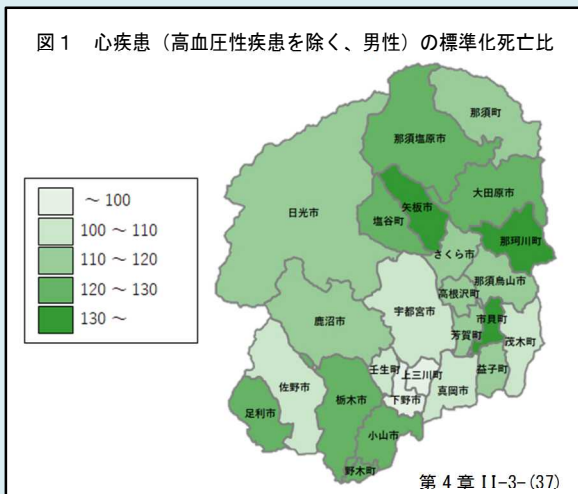 図1 心疾患（高血圧性疾患を除く、男性）の標準化死亡比
～100
100～110
110～120
120～130
130～
那須町
那須塩原市
大田原市
矢板市
日光市
塩谷町
那珂川町
さくら市
那須烏山市
高根沢町
宇都宮市
市貝町
鹿沼市
芳賀町
茂木町
壬生町
上三川町
益子町
佐野市
真岡市
下野市
栃木市
足利市
小山市
野木町
第4章II-3-(37)